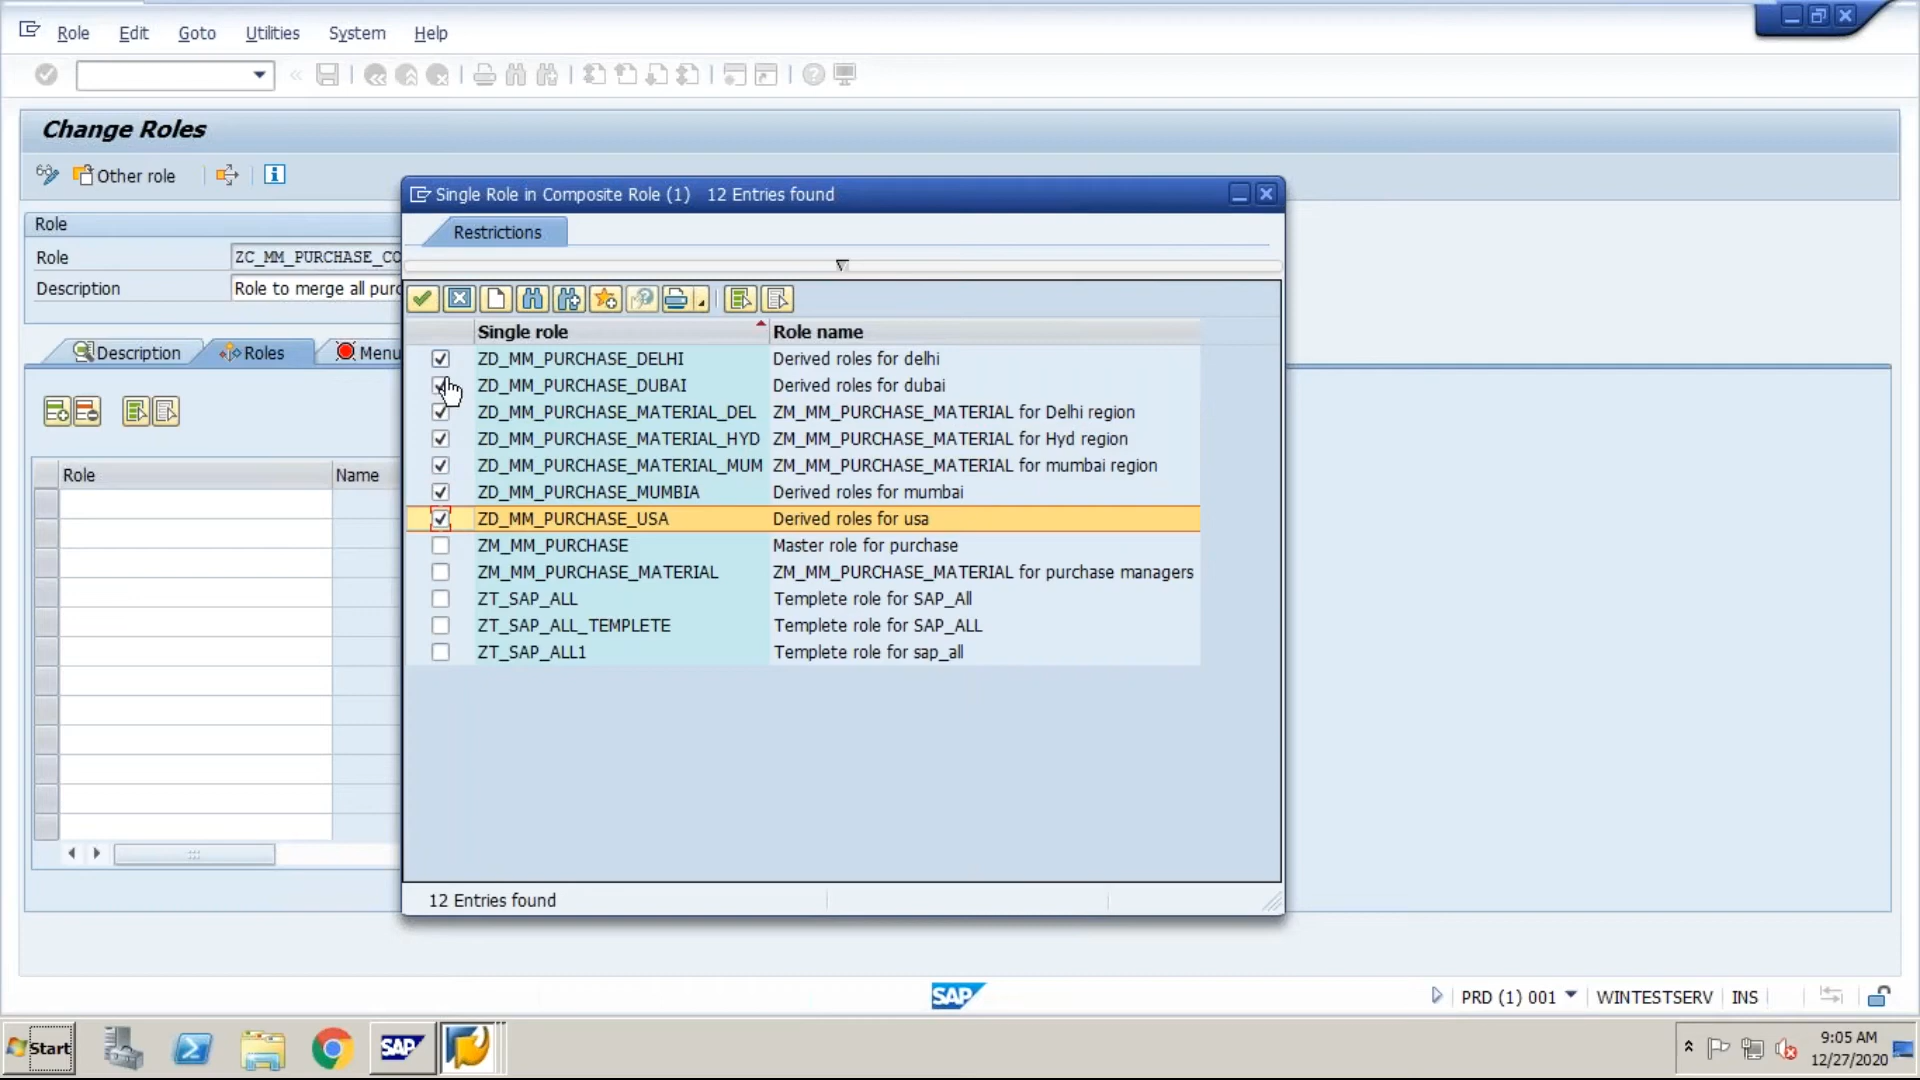 Role Edit Goto Utilities System Help
Change Roles
Other role
Role
Role ZC_MM_PURCHASE_CO
Description Role to merge all purc
Description Roles Menu
Role Name
Single Role in Composite Role (1) 12 Entries found
Restrictions
Single role Role name
ZD_MM_PURCHASE_DELHI Derived roles for delhi
ZD_MM_PURCHASE_DUBAI Derived roles for dubai
ZD_MM_PURCHASE_MATERIAL_DEL ZM_MM_PURCHASE_MATERIAL for Delhi region
ZD_MM_PURCHASE_MATERIAL_HYD ZM_MM_PURCHASE_MATERIAL for Hyd region
ZD_MM_PURCHASE_MATERIAL_MUM ZM_MM_PURCHASE_MATERIAL for mumbai region
ZD_MM_PURCHASE_MUMBIA Derived roles for mumbai
ZD_MM_PURCHASE_USA Derived roles for usa
ZM_MM_PURCHASE Master role for purchase
ZM_MM_PURCHASE_MATERIAL ZM_MM_PURCHASE_MATERIAL for purchase managers
ZT_SAP_ALL Templete role for SAP_All
ZT_SAP_ALL_TEMPLETE Templete role for SAP_ALL
ZT_SAP_ALL1 Templete role for sap_all
12 Entries found
SAP PRD (1) 001 WINTESTSERV INS
Start SAP 9:05 AM
12/27/2020